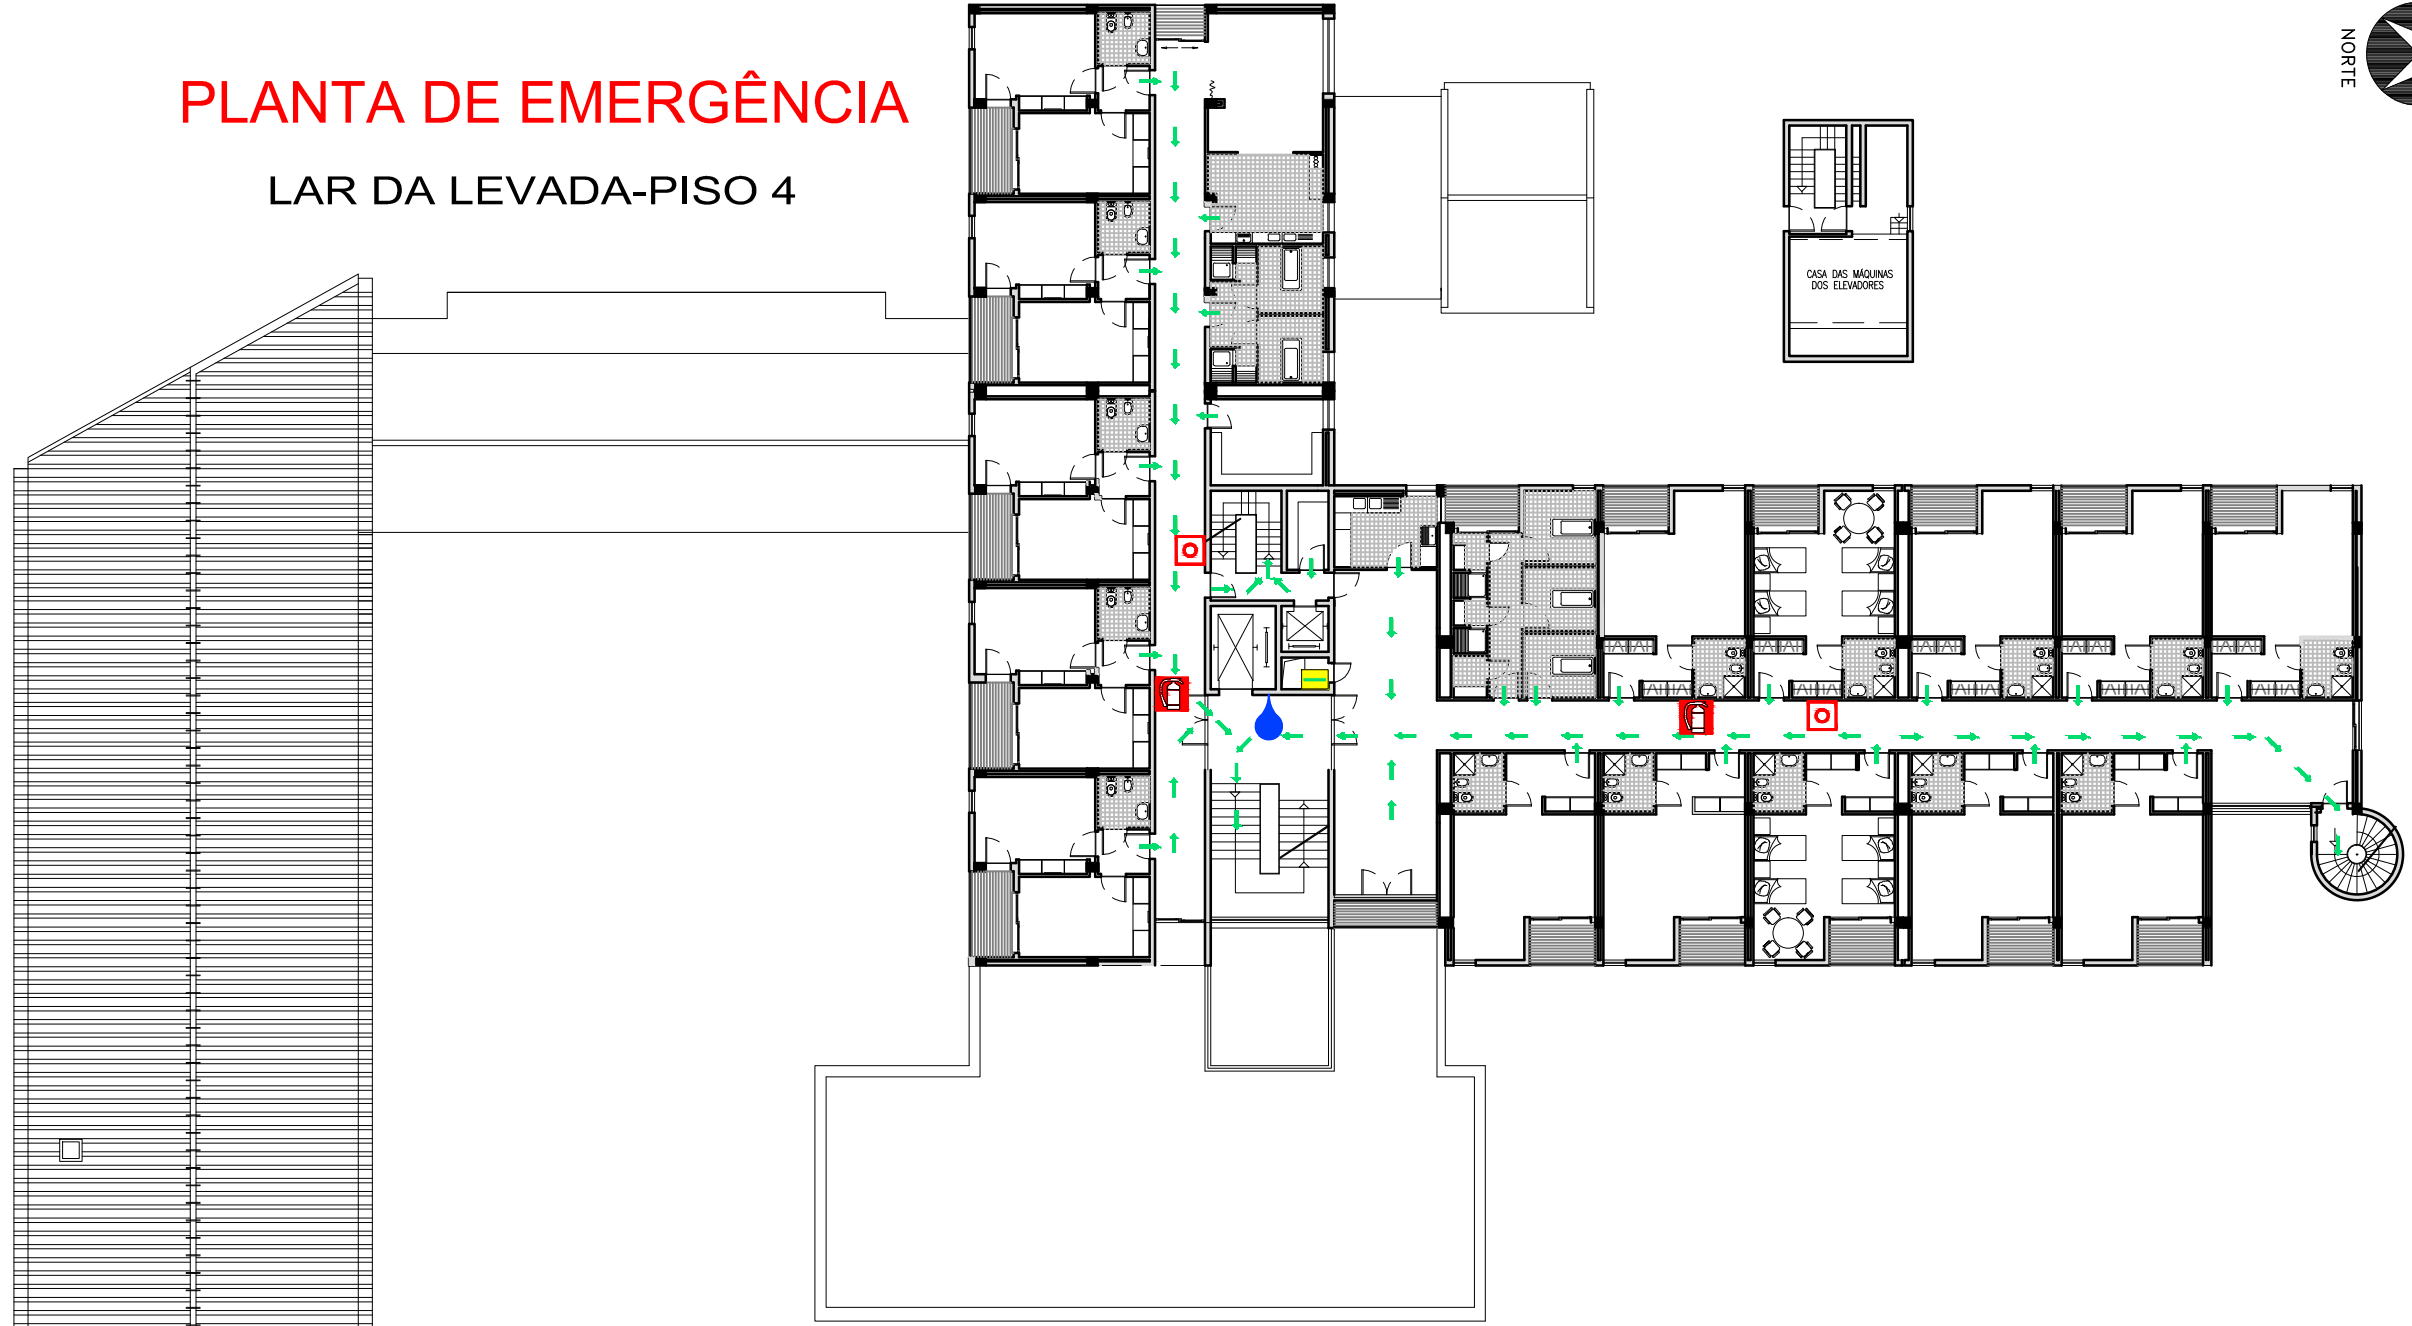 PLANTA DE EMERGÊNCIA
LAR DA LEVADA-PISO 4
NORTE
CASA DAS MÁQUINAS
DOS ELEVADORES